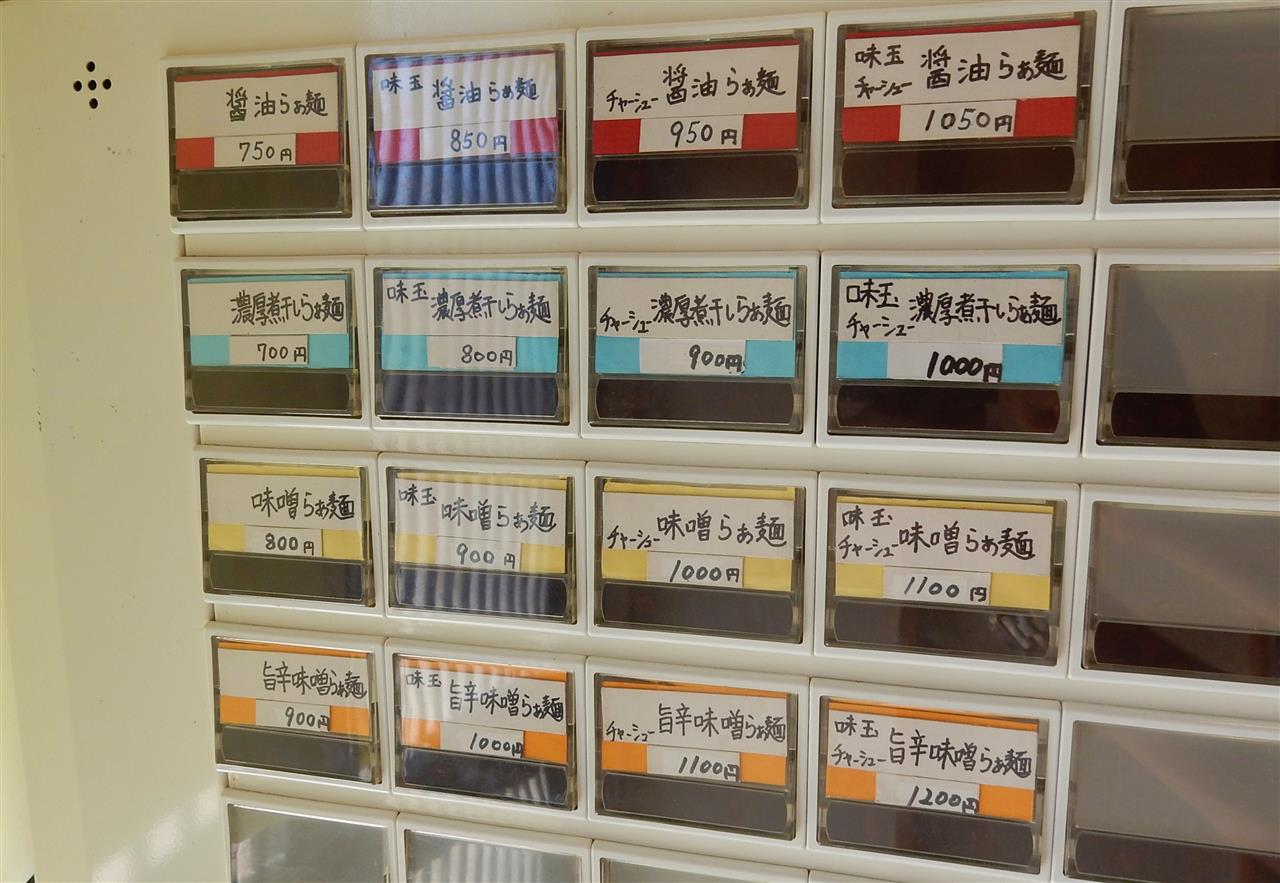 醤油らぁ麺
750円
味玉 醤油らぁ麺
850円
チャーシュー 醤油らぁ麺
950円
味玉
チャーシュー 醤油らぁ麺
1050円
濃厚煮干しらぁ麺
700円
味玉 濃厚煮干しらぁ麺
800円
チャーシュー 濃厚煮干しらぁ麺
900円
味玉
チャーシュー 濃厚煮干しらぁ麺
1000円
味噌らぁ麺
800円
味玉 味噌らぁ麺
900円
チャーシュー 味噌らぁ麺
1000円
味玉
チャーシュー 味噌らぁ麺
1100円
旨辛味噌らぁ麺
900円
味玉 旨辛味噌らぁ麺
1000円
チャーシュー 旨辛味噌らぁ麺
1100円
味玉
チャーシュー 旨辛味噌らぁ麺
1200円